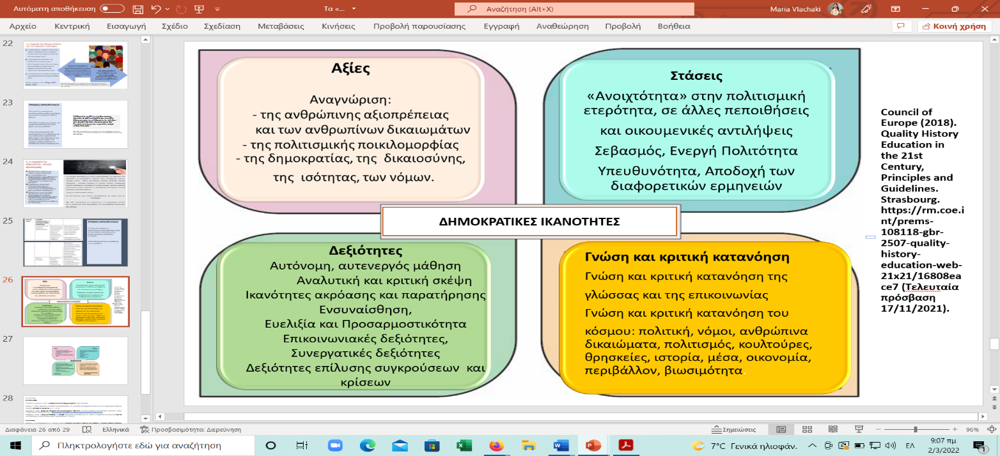 Αυτόματη αποθήκευση
Τα «...
Αναζήτηση (Alt+X)
Maria Vlachaki
Αρχείο Κεντρική Εισαγωγή Σχέδιο Σχεδίαση Μεταβάσεις Κινήσεις Προβολή παρουσίασης Εγγραφή Αναθεώρηση Προβολή Βοήθεια
Κοινή χρήση
22
23
24
25
26
27
28
Αξίες
Αναγνώριση:
- της ανθρώπινης αξιοπρέπειας
και των ανθρωπίνων δικαιωμάτων
- της πολιτισμικής ποικιλομορφίας
- της δημοκρατίας, της δικαιοσύνης,
της ισότητας, των νόμων.
Στάσεις
«Ανοιχτότητα» στην πολιτισμική
ετερότητα, σε άλλες πεποιθήσεις
και οικουμενικές αντιλήψεις
Σεβασμός, Ενεργή Πολιτότητα
Υπευθυνότητα, Αποδοχή των
διαφορετικών ερμηνειών
ΔΗΜΟΚΡΑΤΙΚΕΣ ΙΚΑΝΟΤΗΤΕΣ
Δεξιότητες
Αυτόνομη, αυτενεργός μάθηση
Αναλυτική και κριτική σκέψη
Ικανότητες ακρόασης και παρατήρησης
Ενσυναίσθηση,
Ευελιξία και Προσαρμοστικότητα
Επικοινωνιακές δεξιότητες,
Συνεργατικές δεξιότητες
Δεξιότητες επίλυσης συγκρούσεων και
κρίσεων
Γνώση και κριτική κατανόηση
Γνώση και κριτική κατανόηση της
γλώσσας και της επικοινωνίας
Γνώση και κριτική κατανόηση του
κόσμου: πολιτική, νόμοι, ανθρώπινα
δικαιώματα, πολιτισμός, κουλτούρες,
θρησκείες, ιστορία, μέσα, οικονομία,
περιβάλλον, βιωσιμότητα.
Council of
Europe (2018).
Quality History
Education in
the 21st
Century,
Principles and
Guidelines.
Strasbourg.
https://rm.coe.i
nt/prems-
108118-gbr-
2507-quality-
history-
education-web-
21x21/16808ea
ce7 (Τελευταία
πρόσβαση
17/11/2021).
Διαφάνεια 26 από 29 Ελληνικά Προσβασιμότητα: Διερεύνηση
Σημειώσεις
96%
Πληκτρολογήστε εδώ για αναζήτηση
7°C Γενικά ηλιοφάν.
ΕΛ
9:07 πμ
2/3/2022
1